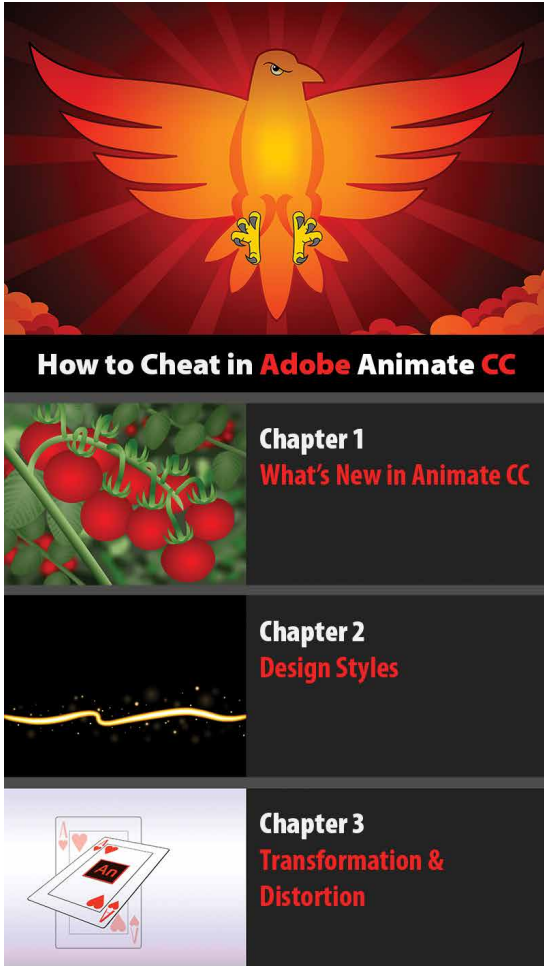 How to Cheat in Adobe Animate CC
Chapter 1
What's New in Animate CC
Chapter 2
Design Styles
A
A
An
A
Chapter 3
Transformation &
Distortion